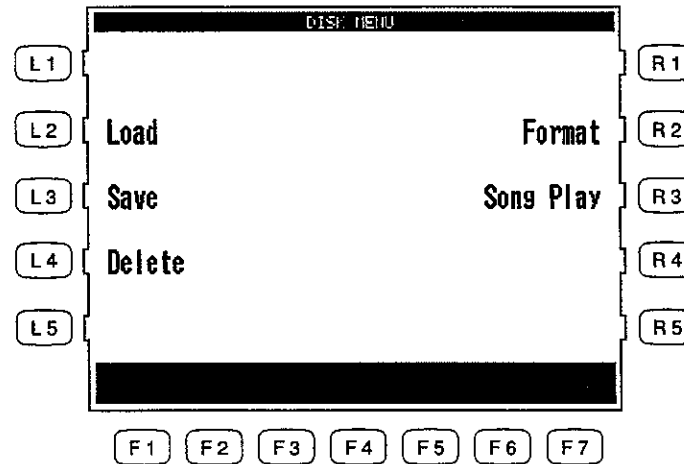 DISK MENU
L1 R1
L2 Load Format R2
L3 Save Song Play R3
L4 Delete R4
L5 R5
F1 F2 F3 F4 F5 F6 F7